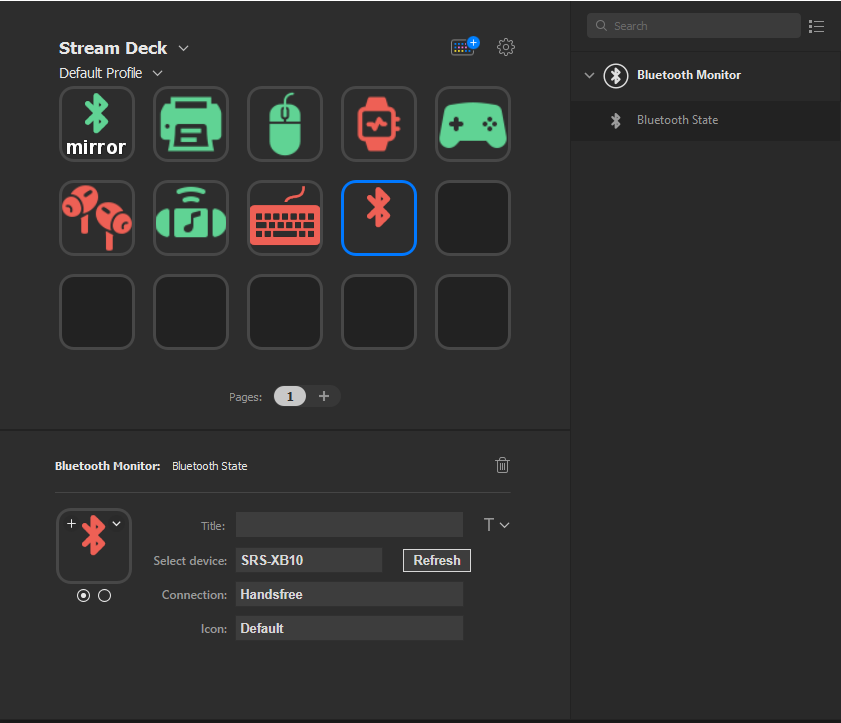 Stream Deck
Default Profile
mirror
Pages: 1 +
Search
Bluetooth Monitor
Bluetooth State
Bluetooth Monitor: Bluetooth State
Title: T
Select device: SRS-XB10 Refresh
Connection: Handsfree
Icon: Default